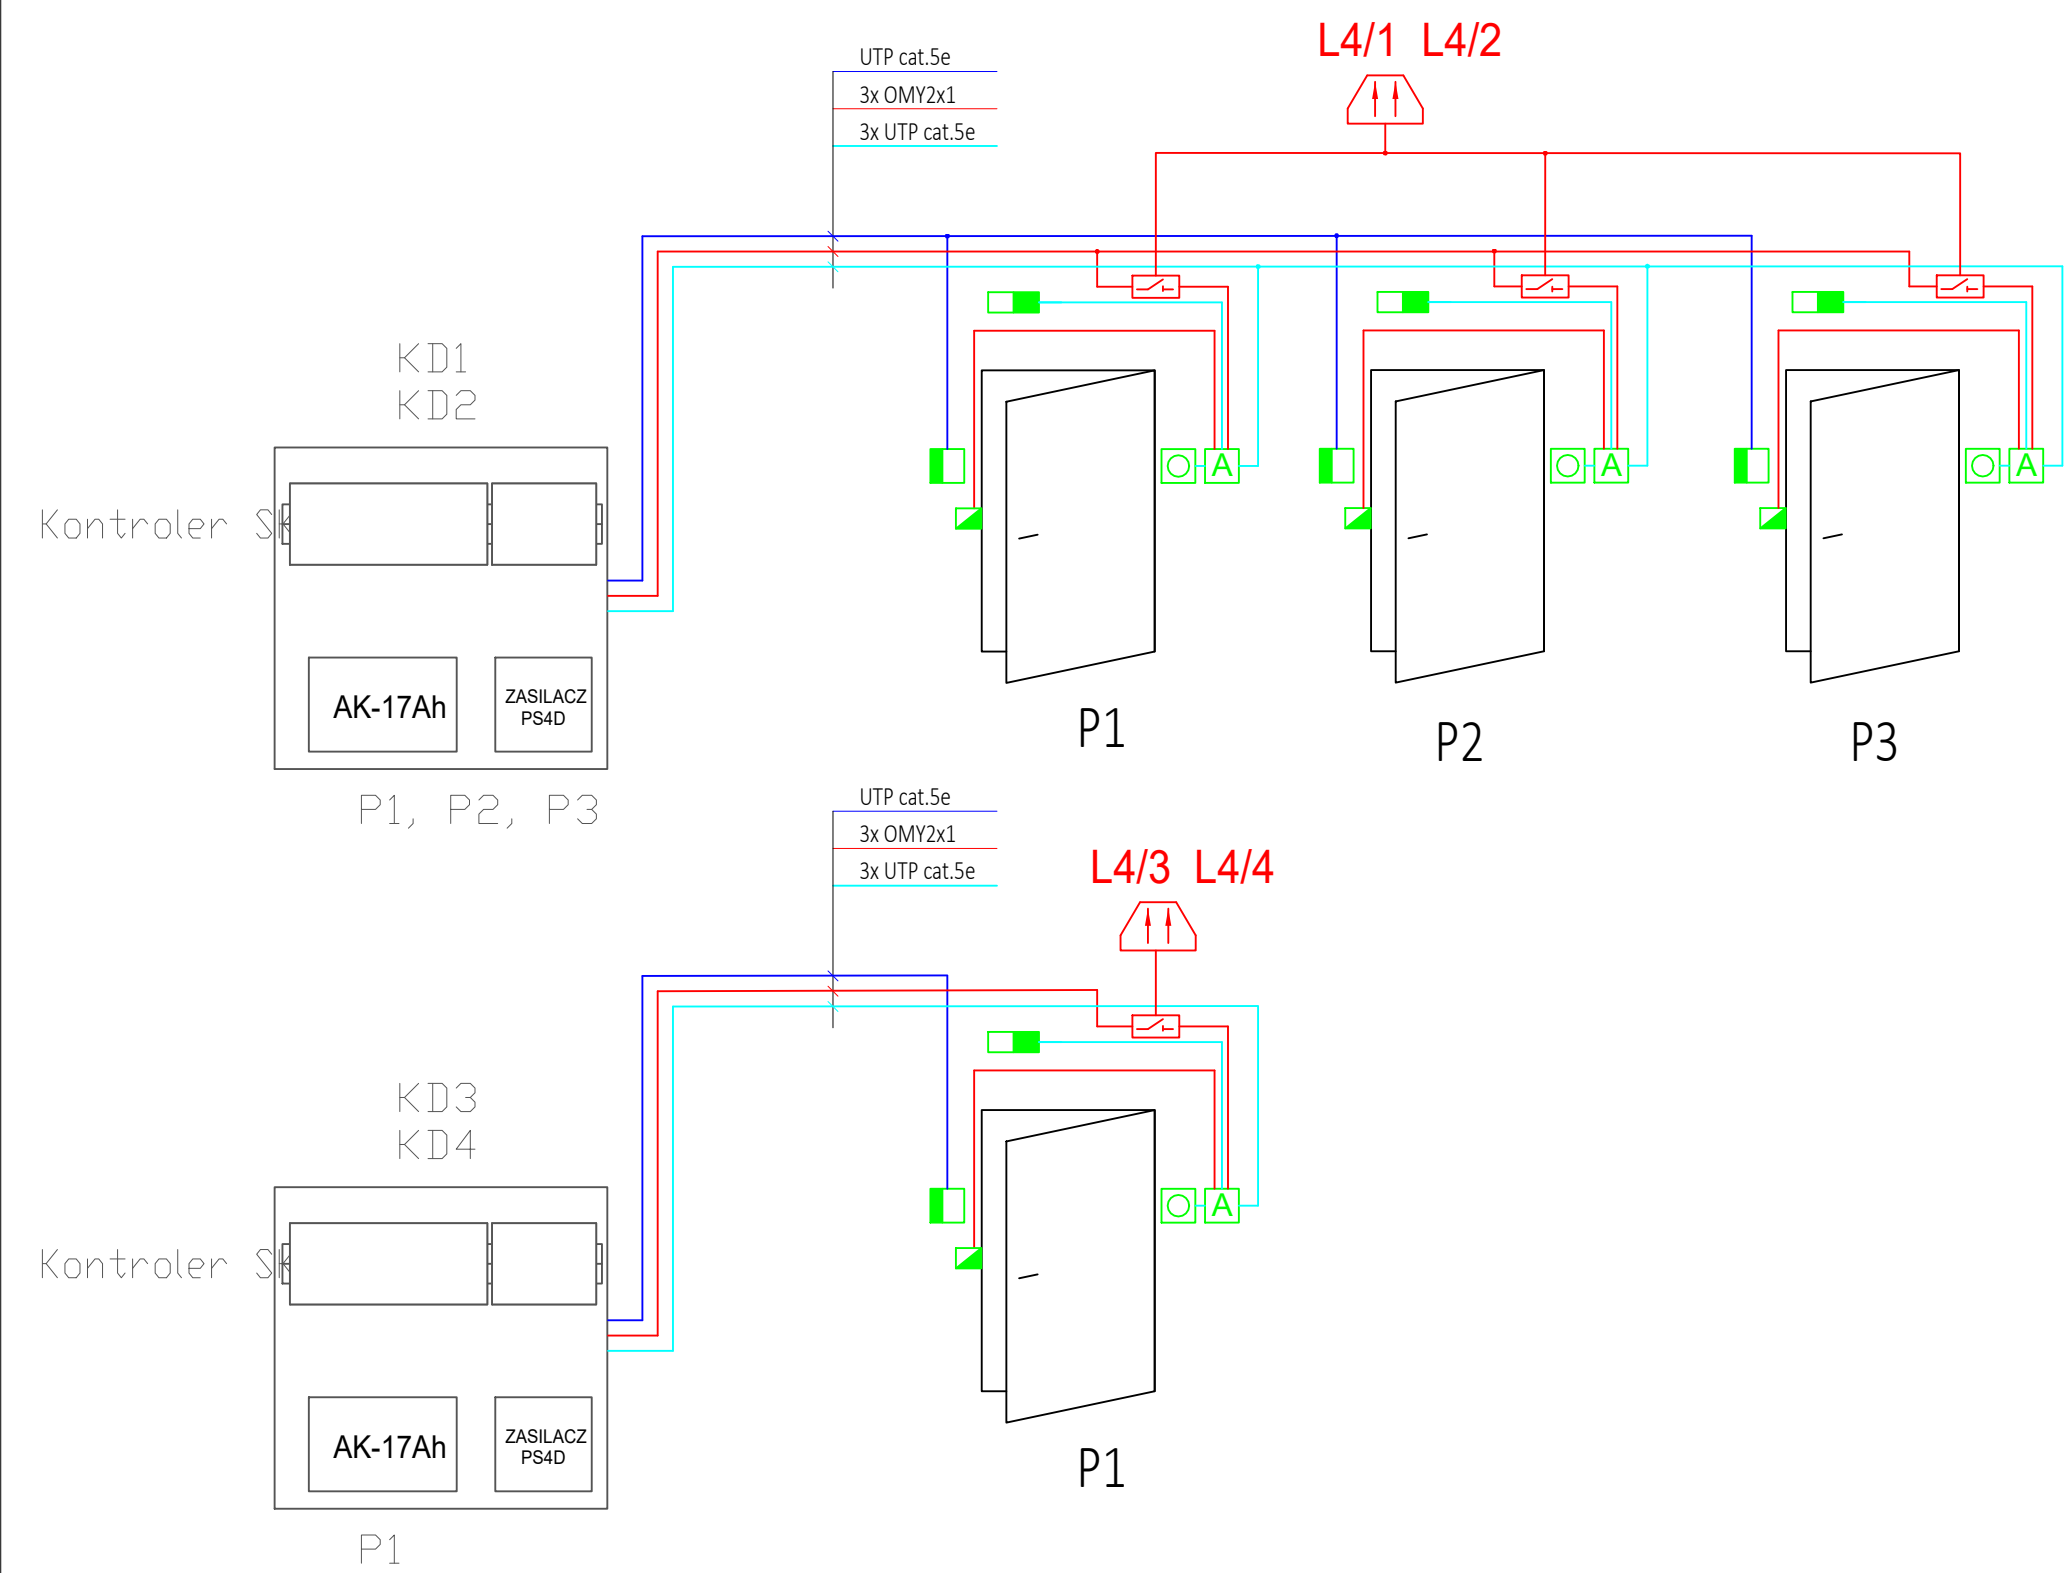 L4/1 L4/2
UTP cat.5e
3x OMY2x1
3x UTP cat.5e
KD1
KD2
Kontroler
A
A
A
AK-17Ah
ZASILACZ
PS4D
P1
P2
P3
P1, P2, P3
UTP cat.5e
3x OMY2x1
3x UTP cat.5e
L4/3 L4/4
KD3
KD4
Kontroler
A
AK-17Ah
ZASILACZ
PS4D
P1
P1